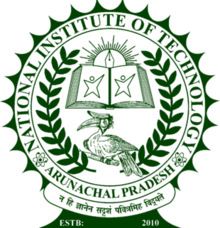 NATIONAL INSTITUTE OF TECHNOLOGY
ARUNACHAL PRADESH
न हि ज्ञानेन सदृशं पवित्रमिह विद्यते
ESTB: 2010